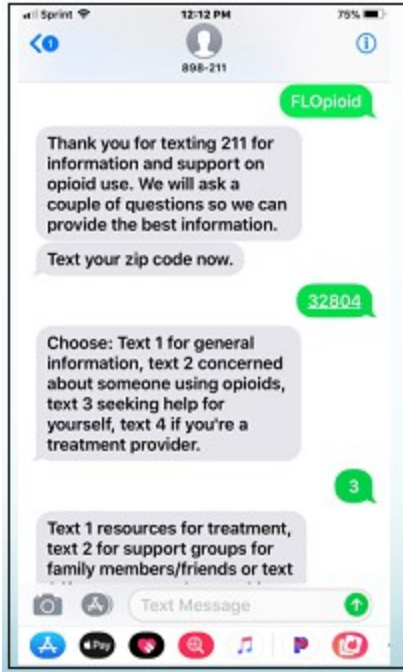 Sprint
12:12 PM
75%
1
898-211
FLOpioid
Thank you for texting 211 for
information and support on
opioid use. We will ask a
couple of questions so we can
provide the best information.
Text your zip code now.
32804
Choose: Text 1 for general
information, text 2 concerned
about someone using opioids,
text 3 seeking help for
yourself, text 4 if you're a
treatment provider.
3
Text 1 resources for treatment,
text 2 for support groups for
family members/friends or text
Text Message
Pay